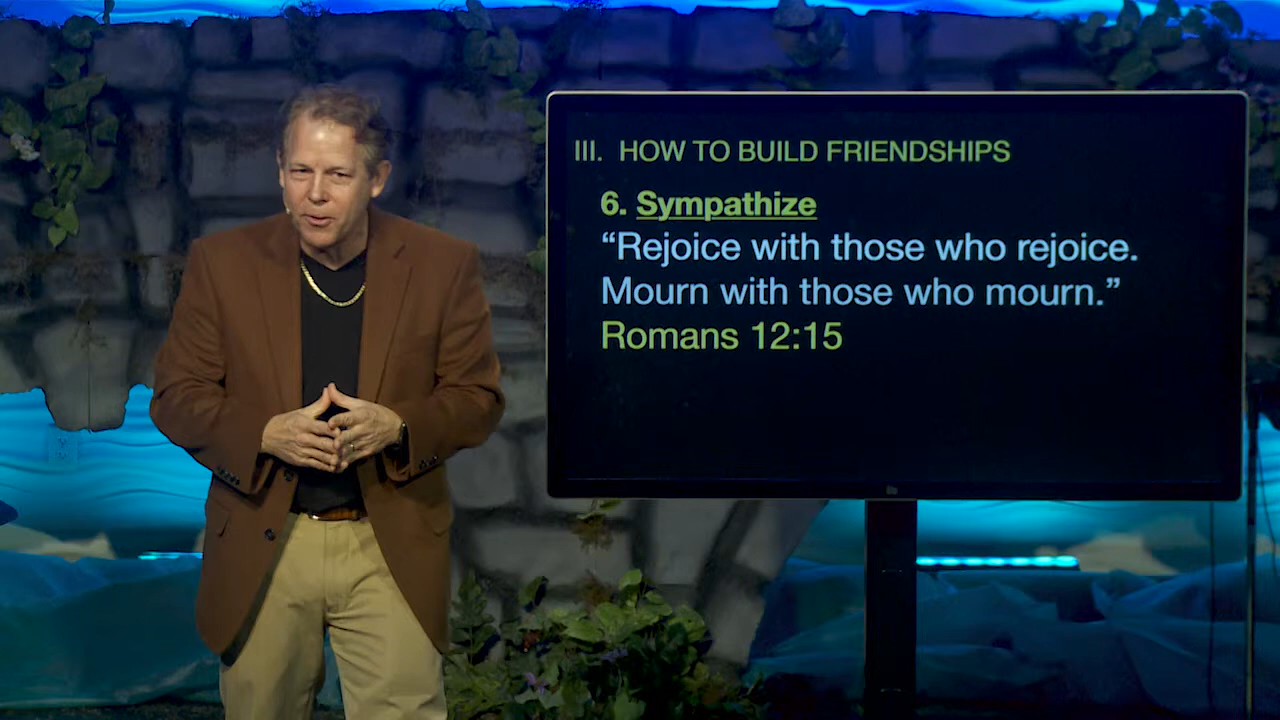 III. HOW TO BUILD FRIENDSHIPS
6. Sympathize
“Rejoice with those who rejoice.
Mourn with those who mourn.”
Romans 12:15